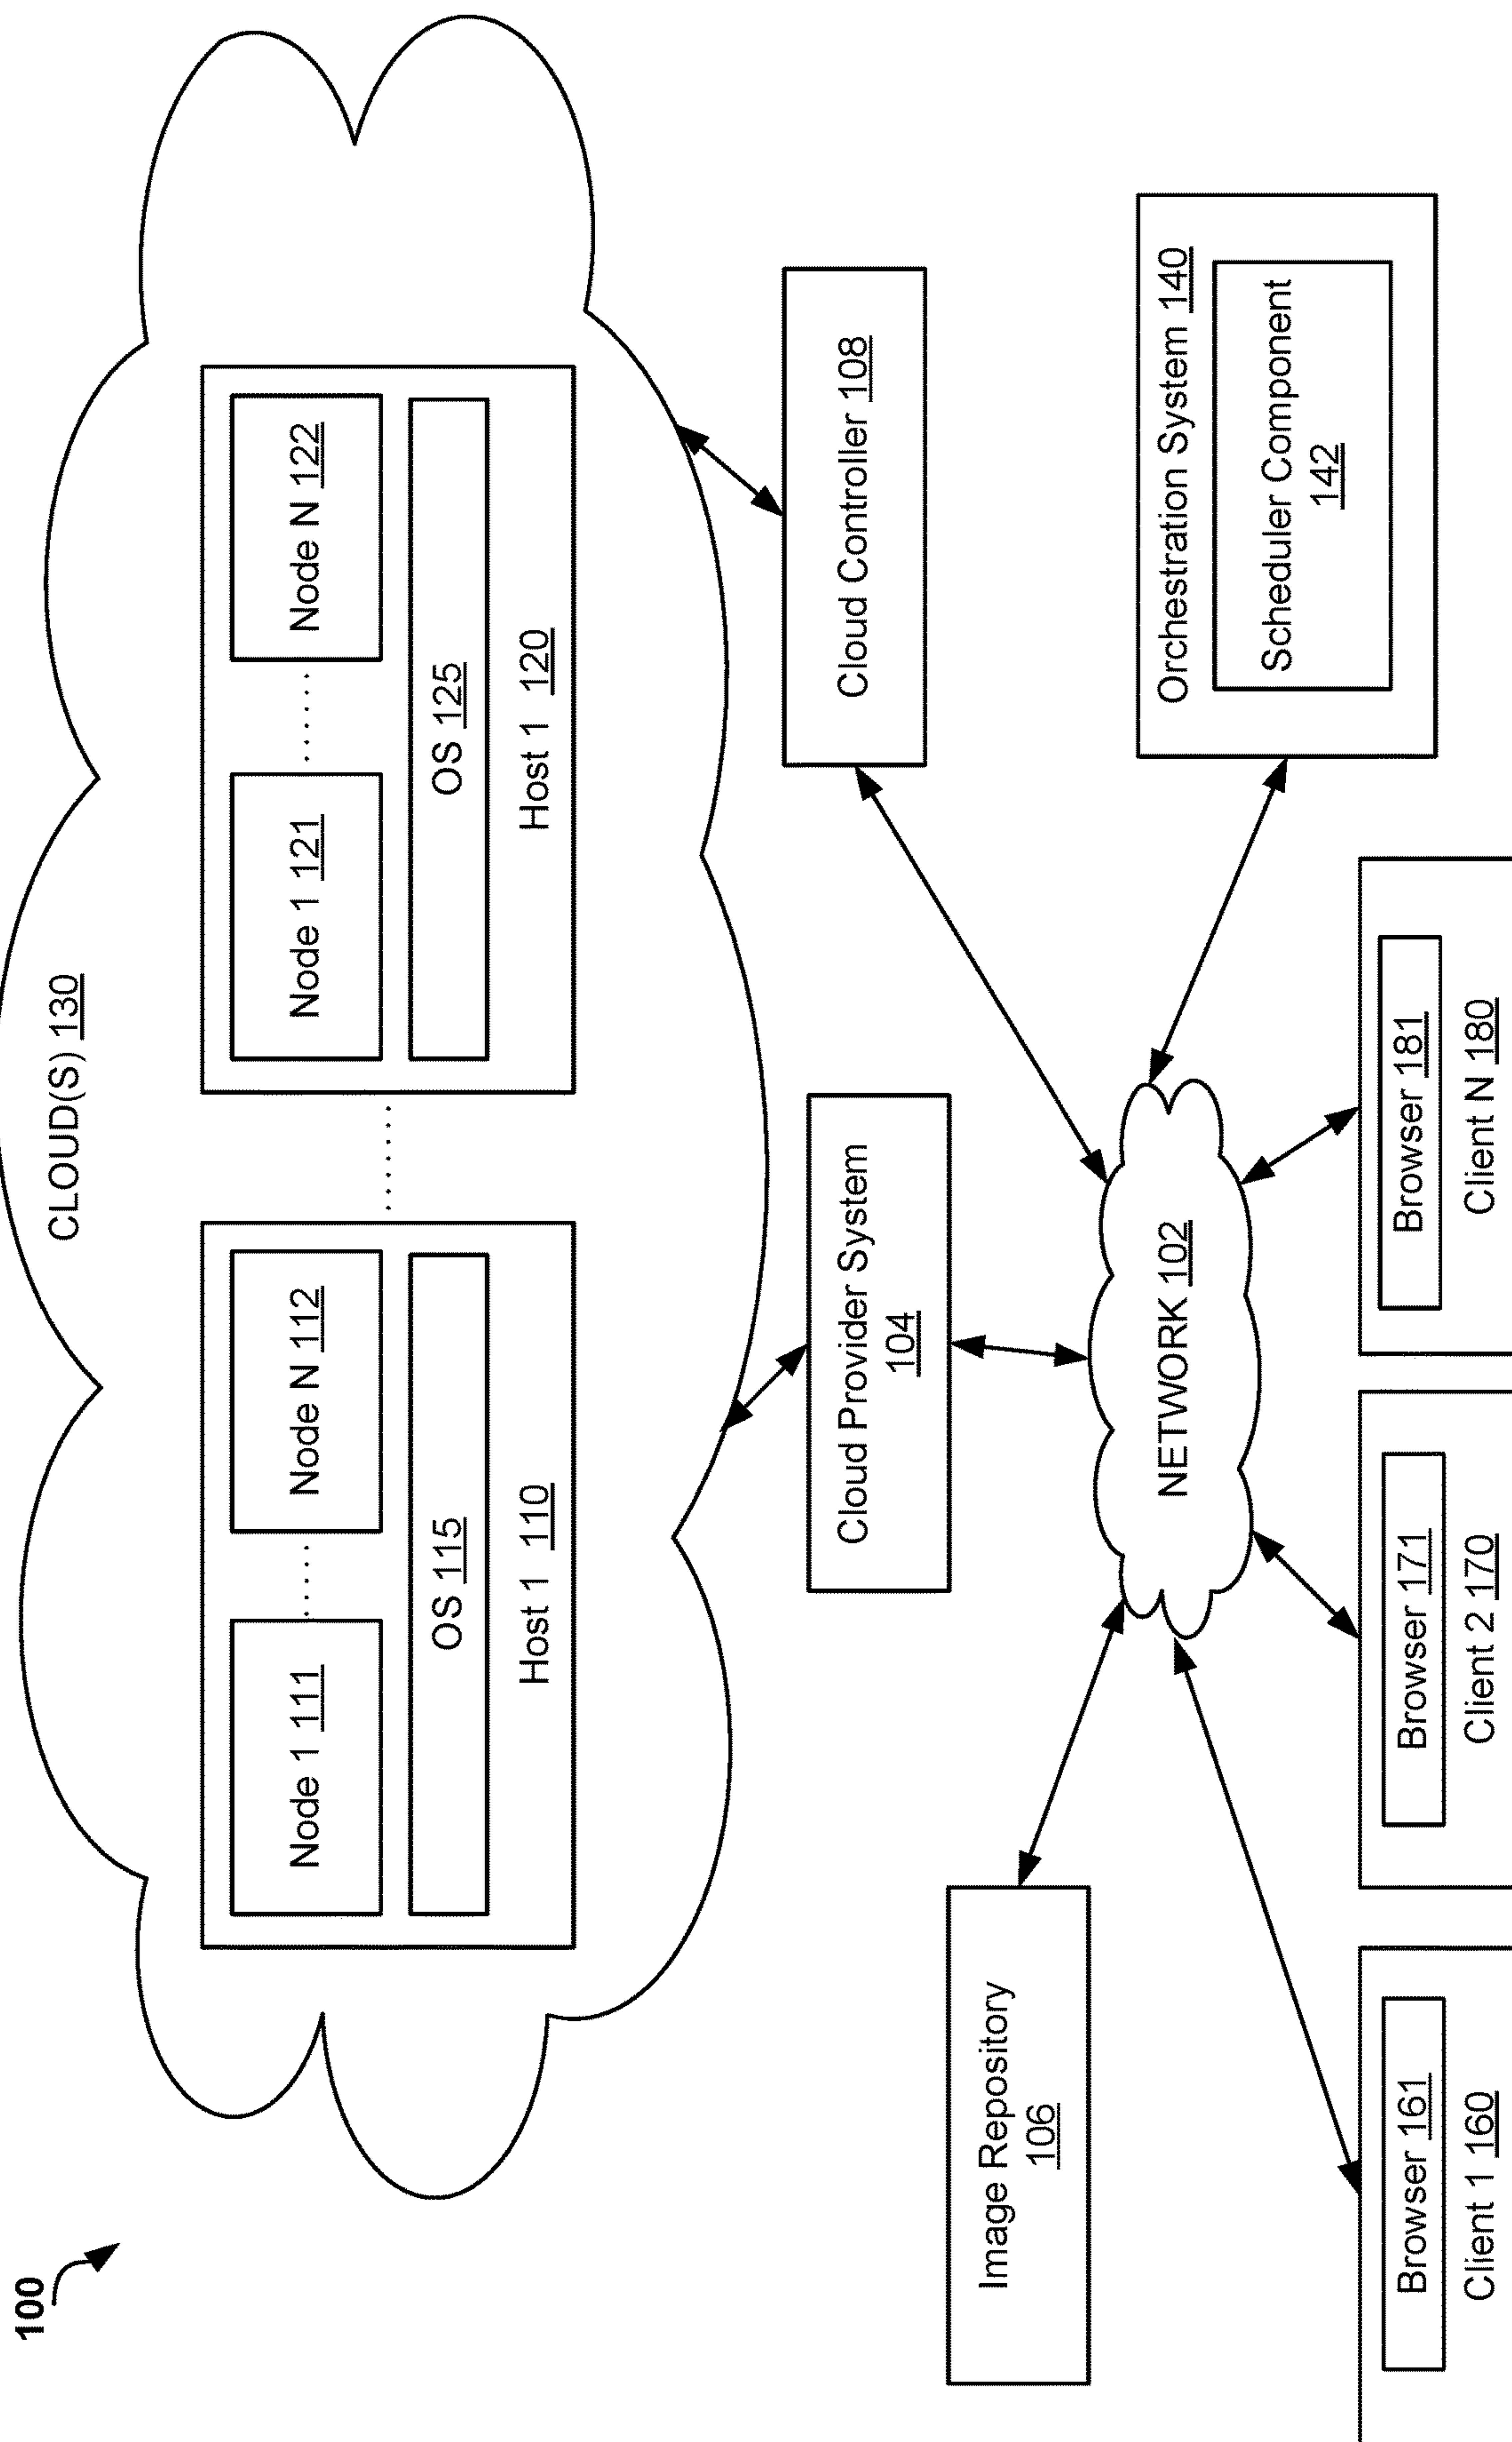 100
CLOUD(S) 130
Node 1 111
Node N 112
Node 1 121
Node N 122
OS 115
OS 125
Host 1 110
Host 1 120
Cloud Provider System
104
Cloud Controller 108
Image Repository
106
NETWORK 102
Orchestration System 140
Scheduler Component
142
Browser 161
Client 1 160
Browser 171
Client 2 170
Browser 181
Client N 180